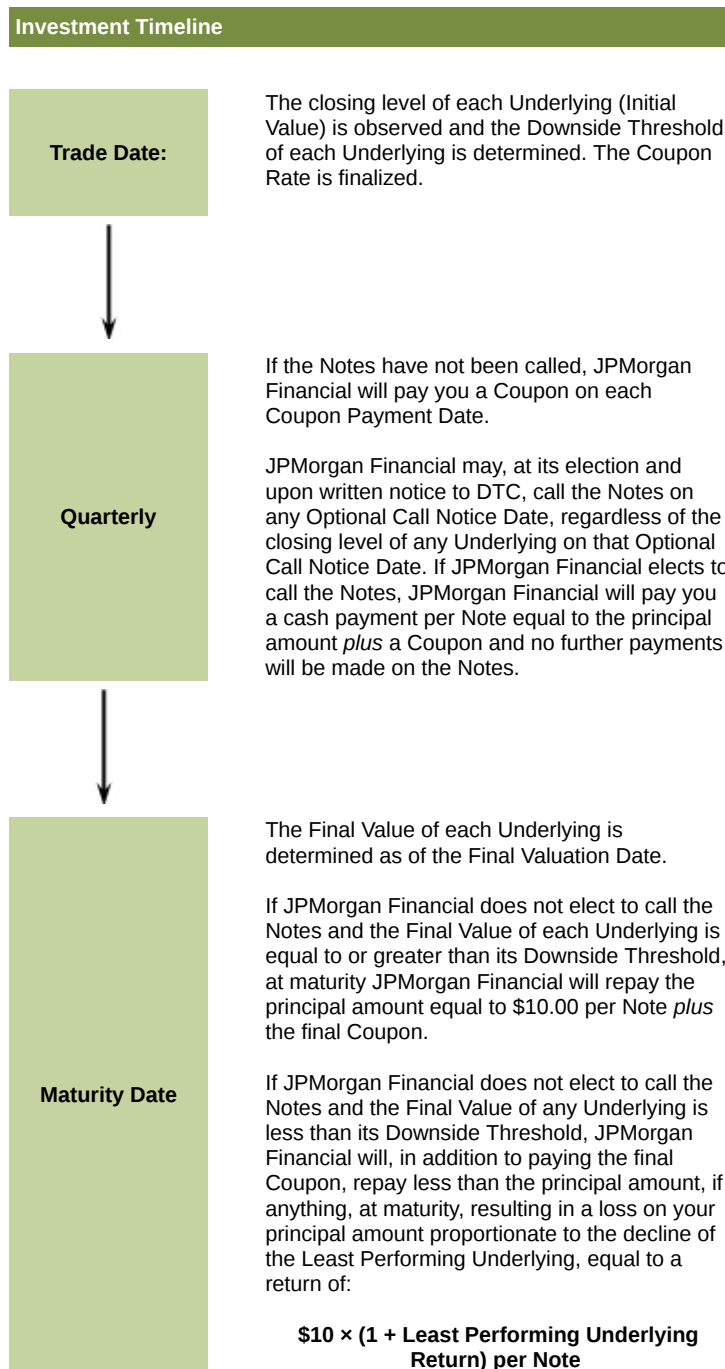 Investment Timeline
Trade Date:
The closing level of each Underlying (Initial
Value) is observed and the Downside Threshold
of each Underlying is determined. The Coupon
Rate is finalized.
Quarterly
If the Notes have not been called, JPMorgan
Financial will pay you a Coupon on each
Coupon Payment Date.
JPMorgan Financial may, at its election and
upon written notice to DTC, call the Notes on
any Optional Call Notice Date, regardless of the
closing level of any Underlying on that Optional
Call Notice Date. If JPMorgan Financial elects to
call the Notes, JPMorgan Financial will pay you
a cash payment per Note equal to the principal
amount plus a Coupon and no further payments
will be made on the Notes.
Maturity Date
The Final Value of each Underlying is
determined as of the Final Valuation Date.
If JPMorgan Financial does not elect to call the
Notes and the Final Value of each Underlying is
equal to or greater than its Downside Threshold,
at maturity JPMorgan Financial will repay the
principal amount equal to $10.00 per Note plus
the final Coupon.
If JPMorgan Financial does not elect to call the
Notes and the Final Value of any Underlying is
less than its Downside Threshold, JPMorgan
Financial will, in addition to paying the final
Coupon, repay less than the principal amount, if
anything, at maturity, resulting in a loss on your
principal amount proportionate to the decline of
the Least Performing Underlying, equal to a
return of:
$10 × (1 + Least Performing Underlying
Return) per Note